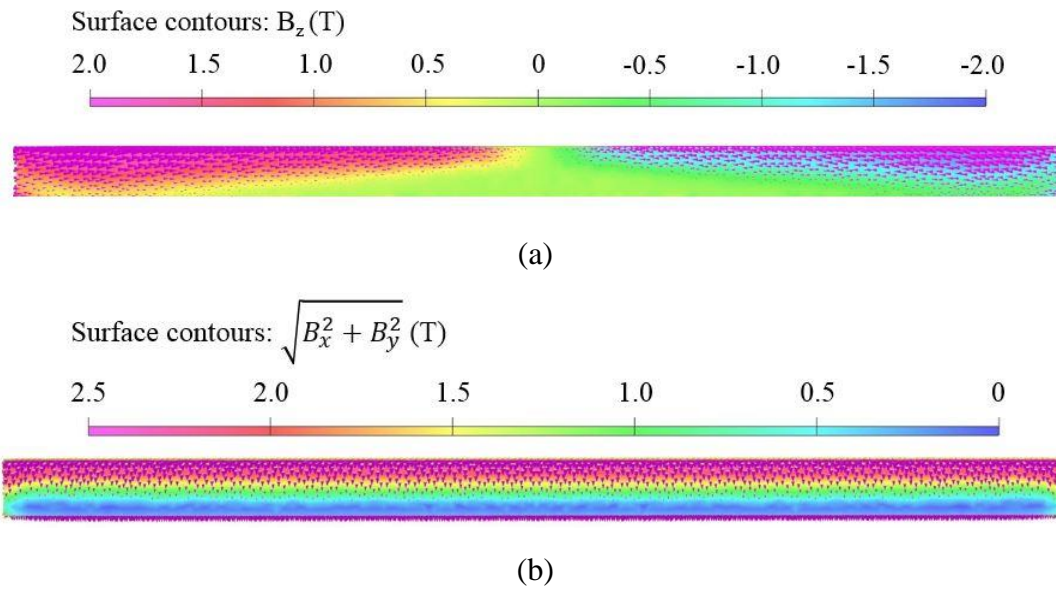 Surface contours: B_z (T)
2.0 1.5 1.0 0.5 0 -0.5 -1.0 -1.5 -2.0
(a)
Surface contours: √(B_x^2 + B_y^2) (T)
2.5 2.0 1.5 1.0 0.5 0
(b)